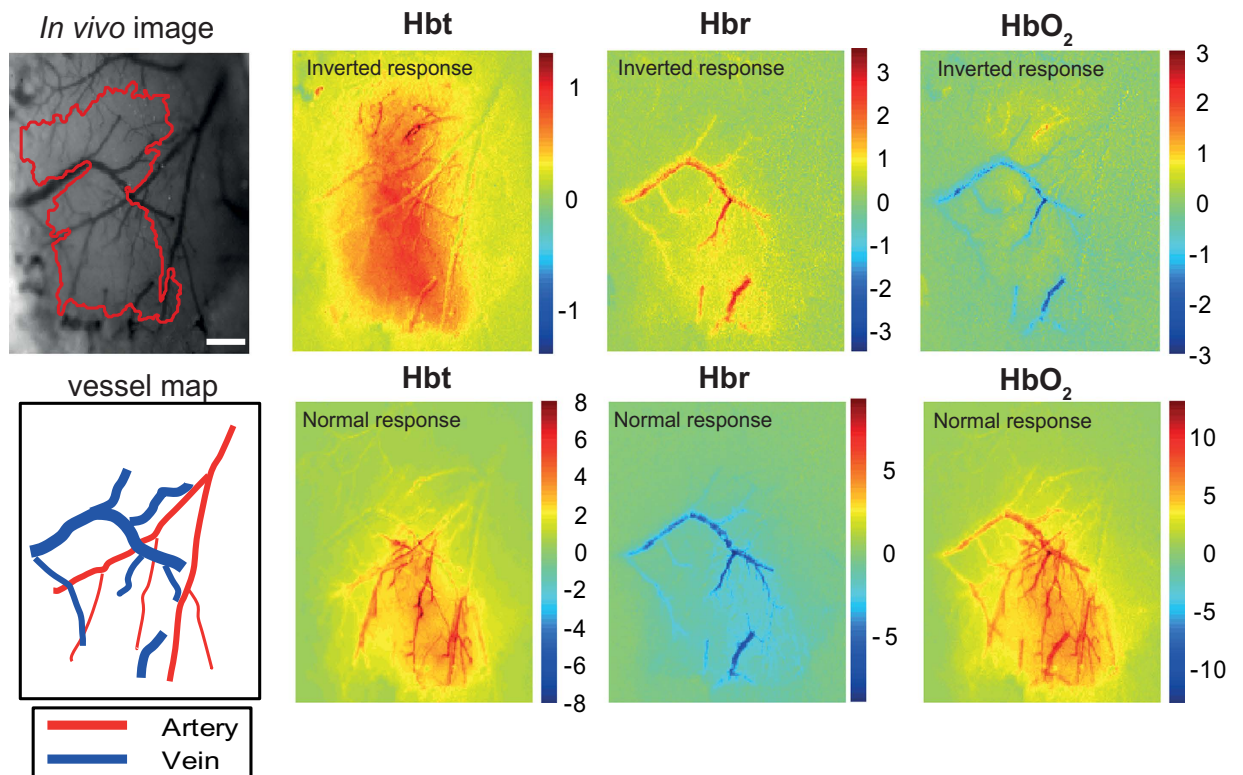 In vivo image
Hbt
Hbr
HbO2
Inverted response
Inverted response
Inverted response
1
0
-1
3
2
1
0
-1
-2
-3
3
2
1
0
-1
-2
-3
vessel map
Hbt
Hbr
HbO2
Normal response
Normal response
Normal response
8
6
4
2
0
-2
-4
-6
-8
5
0
-5
10
5
0
-5
-10
Artery
Vein